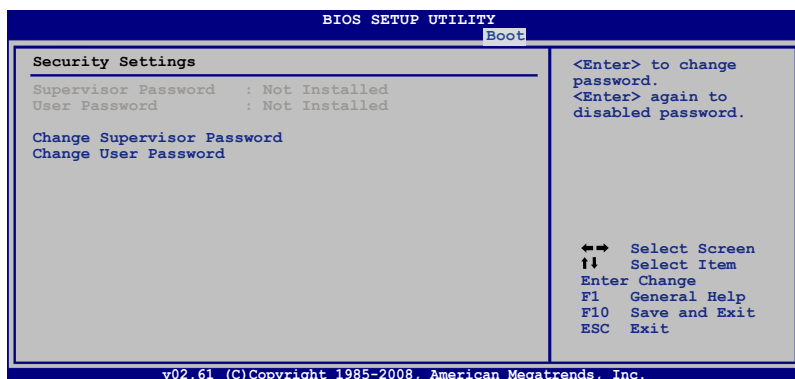 BIOS SETUP UTILITY
Boot
Security Settings
Supervisor Password : Not Installed
User Password : Not Installed
Change Supervisor Password
Change User Password
<Enter> to change
password.
<Enter> again to
disabled password.
←→ Select Screen
↑↓ Select Item
Enter Change
F1 General Help
F10 Save and Exit
ESC Exit
v02.61 (C)Copyright 1985-2008, American Megatrends, Inc.